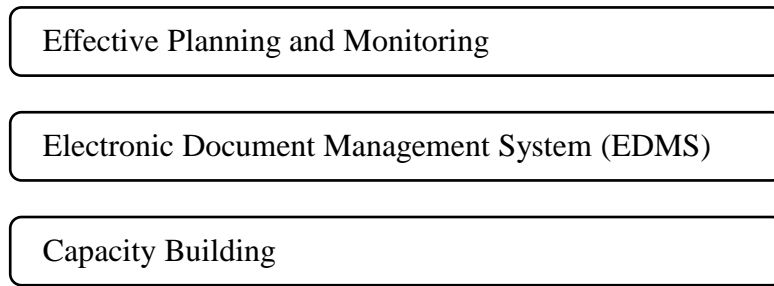 Effective Planning and Monitoring
Electronic Document Management System (EDMS)
Capacity Building